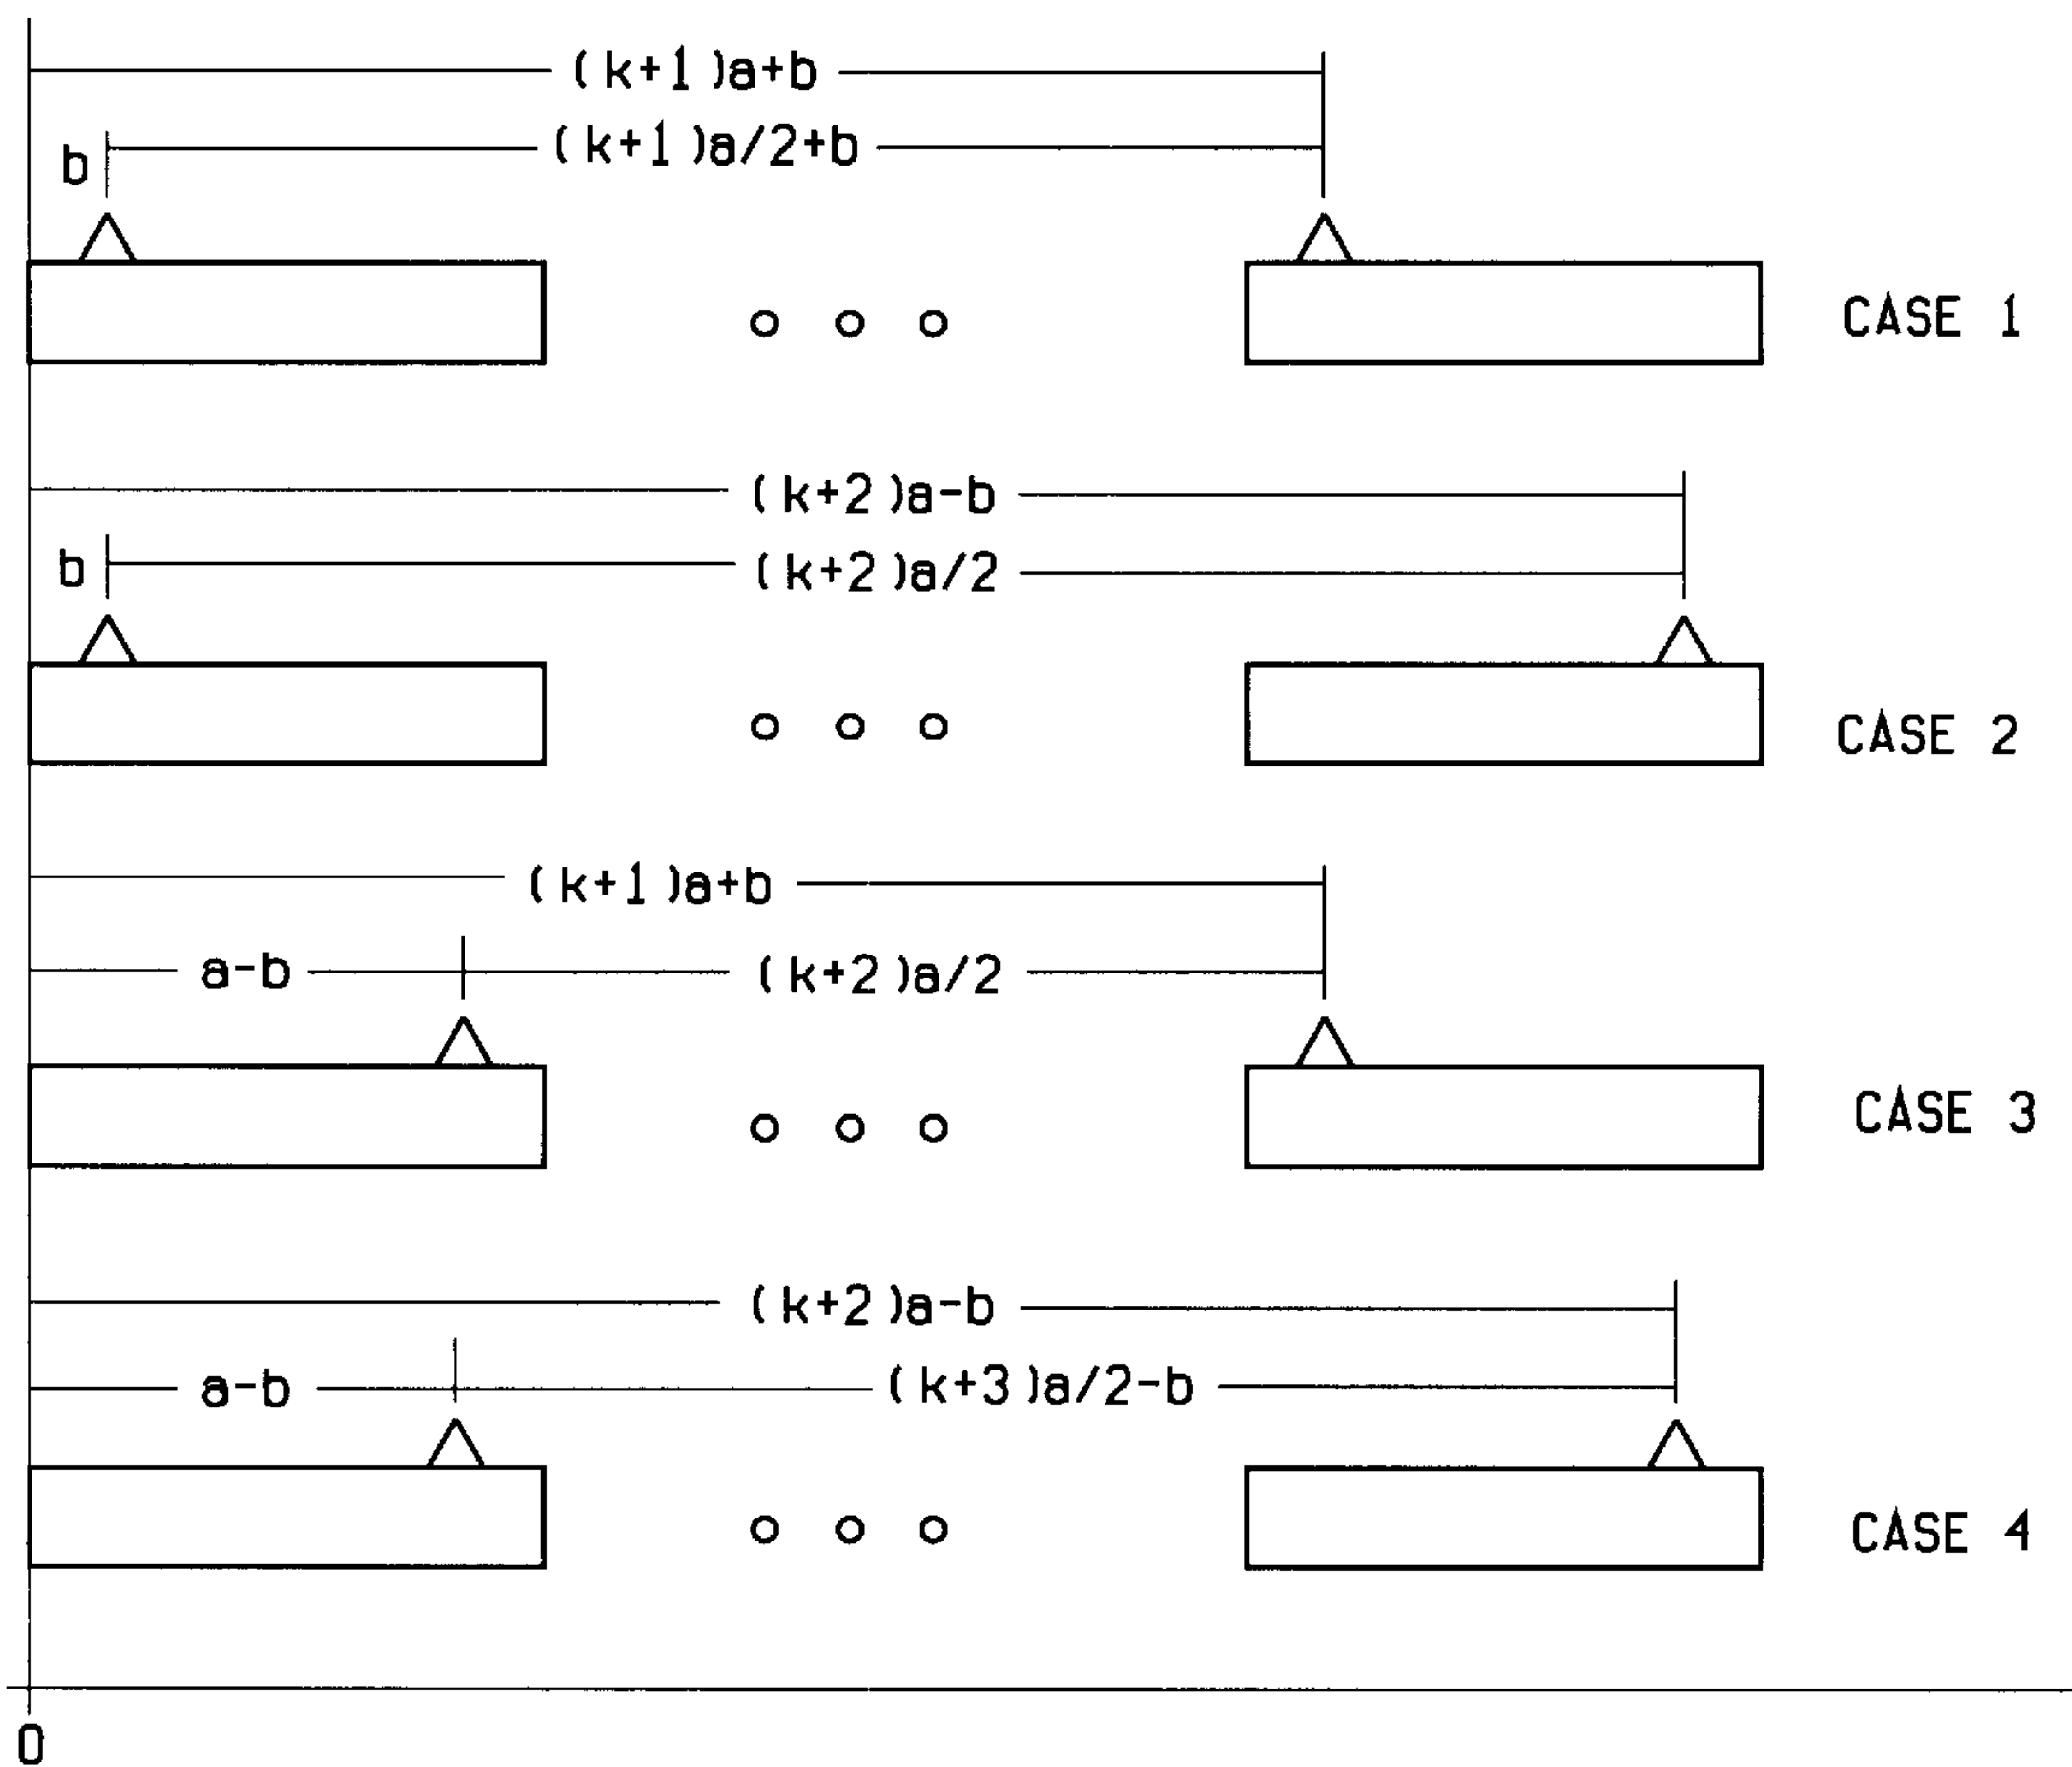 (k+1)a+b
(k+1)a/2+b
b
CASE 1
(k+2)a-b
b
(k+2)a/2
CASE 2
(k+1)a+b
a-b
(k+2)a/2
CASE 3
(k+2)a-b
a-b
(k+3)a/2-b
CASE 4
0